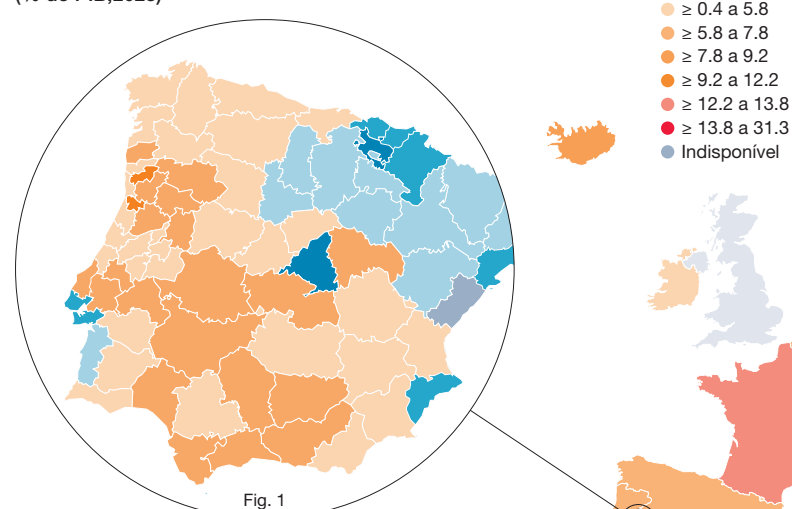 ≥ 0.4 a 5.8
≥ 5.8 a 7.8
≥ 7.8 a 9.2
≥ 9.2 a 12.2
≥ 12.2 a 13.8
≥ 13.8 a 31.3
Indisponível
Fig. 1